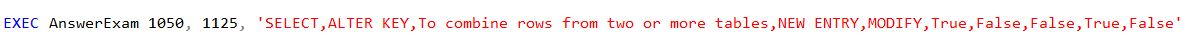 EXEC AnswerExam 1050, 1125, 'SELECT,ALTER KEY,To combine rows from two or more tables,NEW ENTRY,MODIFY,True,False,False,True,False'